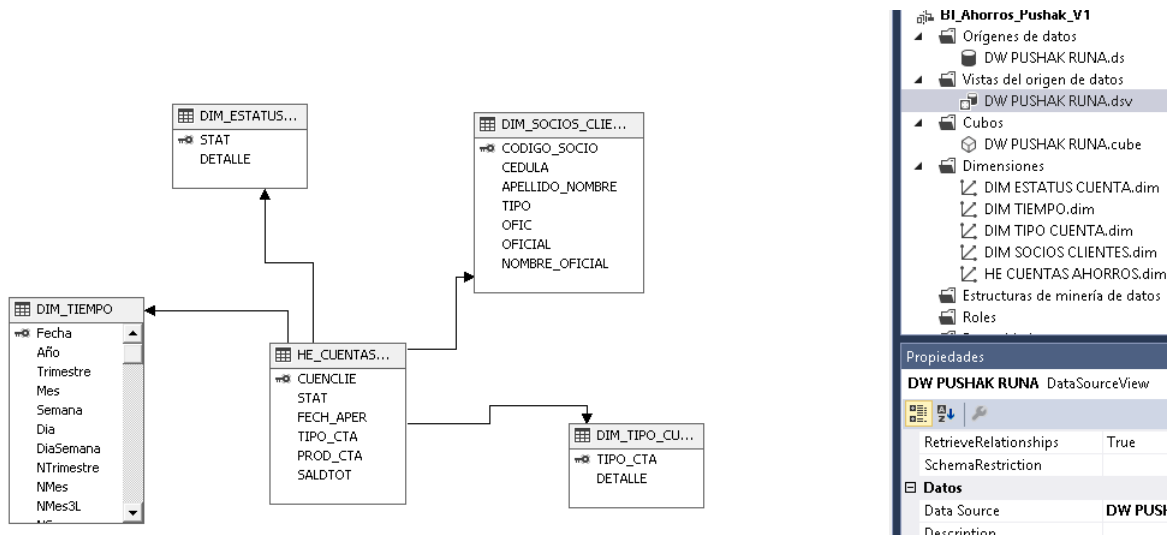 DIM_ESTATUS...
STAT
DETALLE
DIM_SOCIOS_CLIE...
CODIGO_SOCIO
CEDULA
APELLIDO_NOMBRE
TIPO
OFIC
OFICIAL
NOMBRE_OFICIAL
DIM_TIEMPO
Fecha
Año
Trimestre
Mes
Semana
Dia
DiaSemana
NTrimestre
NMes
NMes3L
HE_CUENTAS...
CUENCLIE
STAT
FECH_APER
TIPO_CTA
PROD_CTA
SALDTOT
DIM_TIPO_CU...
TIPO_CTA
DETALLE
BI_Ahorros_Pushak_V1
Orígenes de datos
DW PUSHAK RUNA.ds
Vistas del origen de datos
DW PUSHAK RUNA.dsv
Cubos
DW PUSHAK RUNA.cube
Dimensiones
DIM ESTATUS CUENTA.dim
DIM TIEMPO.dim
DIM TIPO CUENTA.dim
DIM SOCIOS CLIENTES.dim
HE CUENTAS AHORROS.dim
Estructuras de minería de datos
Roles
Propiedades
DW PUSHAK RUNA DataSourceView
RetrieveRelationships True
SchemaRestriction
Datos
Data Source DW PUSH
Description